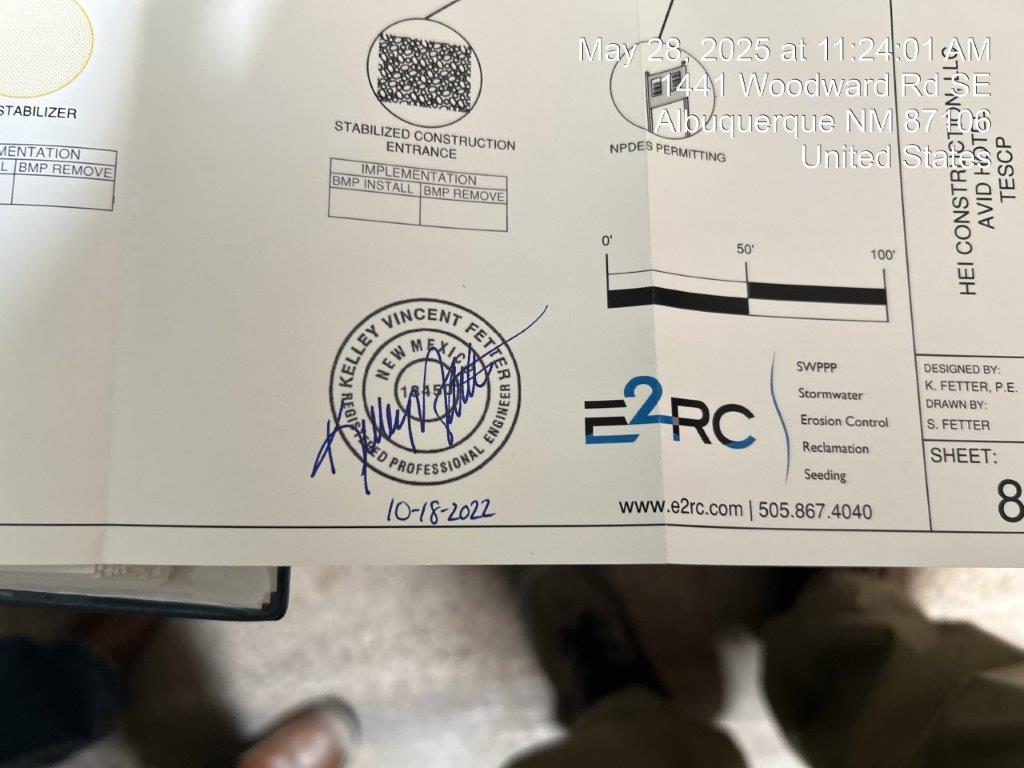 May 28, 2025 at 11:24:01 AM
1441 Woodward Rd SE
Albuquerque NM 87106
United States
STABILIZER
MENTATION
L BMP REMOVE
STABILIZED CONSTRUCTION
ENTRANCE
IMPLEMENTATION
BMP INSTALL BMP REMOVE
NPDES PERMITTING
0' 50' 100'
KELLEY VINCENT FETTER
NEW MEXICO
REGISTERED PROFESSIONAL ENGINEER
10-18-2022
E2RC
SWPPP
Stormwater
Erosion Control
Reclamation
Seeding
www.e2rc.com | 505.867.4040
HEI CONSTRUCTION, LLC
AVID HOTEL
TESCP
DESIGNED BY:
K. FETTER, P.E.
DRAWN BY:
S. FETTER
SHEET:
8